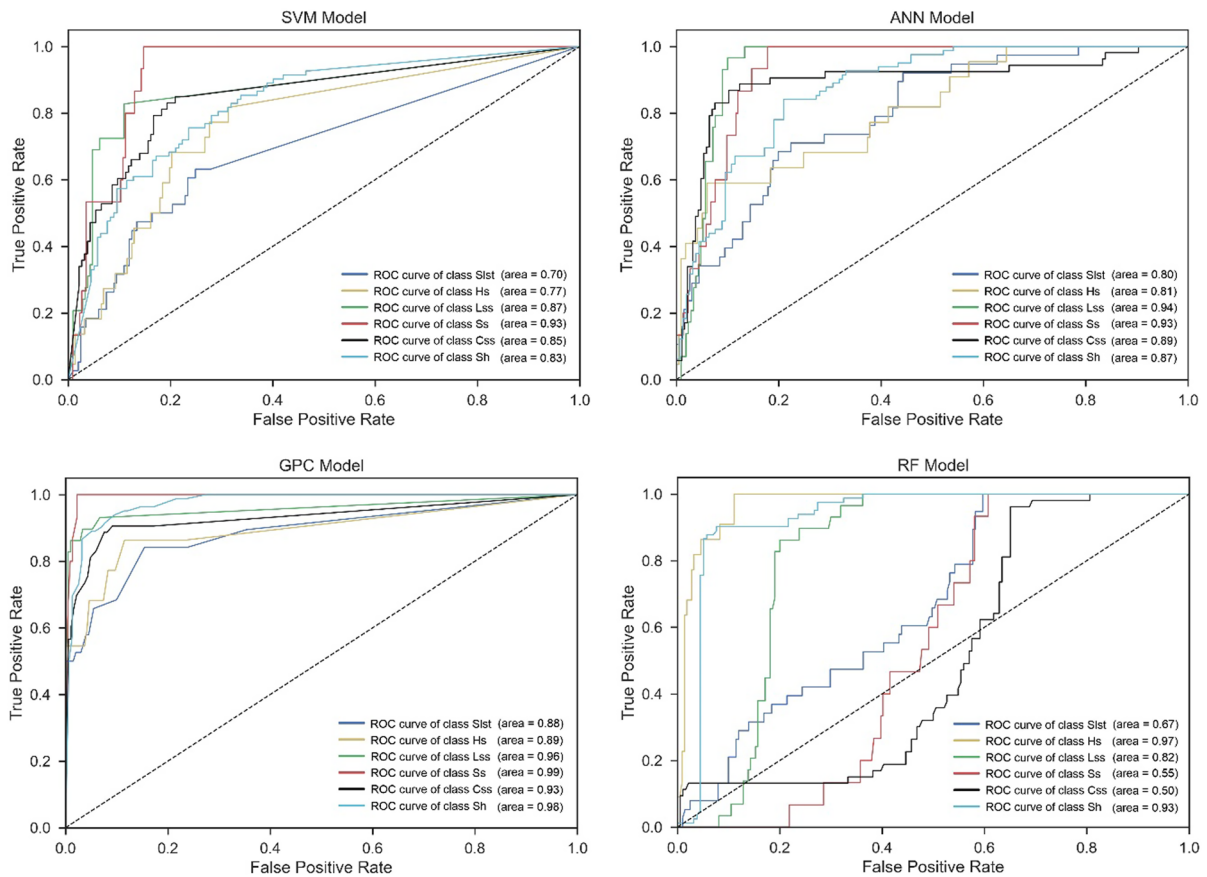 SVM Model
True Positive Rate
1.0
0.8
0.6
0.4
0.2
0.0
ROC curve of class Slst (area = 0.70)
ROC curve of class Hs (area = 0.77)
ROC curve of class Lss (area = 0.87)
ROC curve of class Ss (area = 0.93)
ROC curve of class Css (area = 0.85)
ROC curve of class Sh (area = 0.83)
0.0 0.2 0.4 0.6 0.8 1.0
False Positive Rate
ANN Model
True Positive Rate
1.0
0.8
0.6
0.4
0.2
0.0
ROC curve of class Slst (area = 0.80)
ROC curve of class Hs (area = 0.81)
ROC curve of class Lss (area = 0.94)
ROC curve of class Ss (area = 0.93)
ROC curve of class Css (area = 0.89)
ROC curve of class Sh (area = 0.87)
0.0 0.2 0.4 0.6 0.8 1.0
False Positive Rate
GPC Model
True Positive Rate
1.0
0.8
0.6
0.4
0.2
0.0
ROC curve of class Slst (area = 0.88)
ROC curve of class Hs (area = 0.89)
ROC curve of class Lss (area = 0.96)
ROC curve of class Ss (area = 0.99)
ROC curve of class Css (area = 0.93)
ROC curve of class Sh (area = 0.98)
0.0 0.2 0.4 0.6 0.8 1.0
False Positive Rate
RF Model
True Positive Rate
1.0
0.8
0.6
0.4
0.2
0.0
ROC curve of class Slst (area = 0.67)
ROC curve of class Hs (area = 0.97)
ROC curve of class Lss (area = 0.82)
ROC curve of class Ss (area = 0.55)
ROC curve of class Css (area = 0.50)
ROC curve of class Sh (area = 0.93)
0.0 0.2 0.4 0.6 0.8 1.0
False Positive Rate